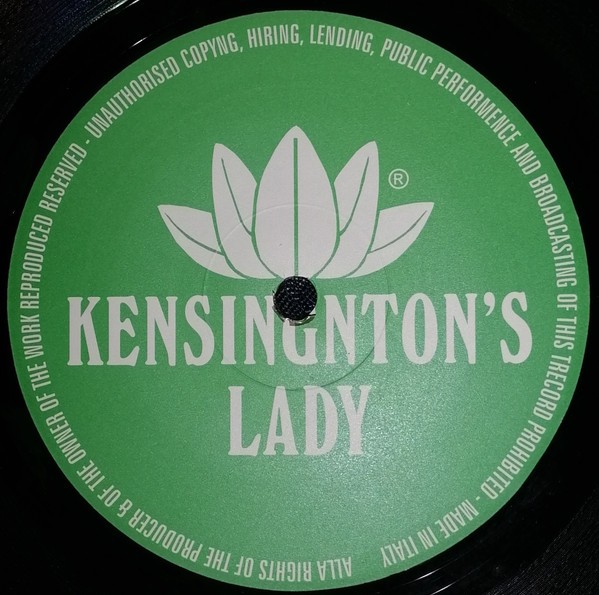 ALLA RIGHTS OF THE PRODUCER & OF THE OWNER OF THE WORK REPRODUCED RESERVED - UNAUTHORISED COPYNG, HIRING, LENDING, PUBLIC PERFORMENCE AND BROADCASTING OF THIS TRECORD PROHIBITED - MADE IN ITALY
®
KENSINGNTON'S
LADY